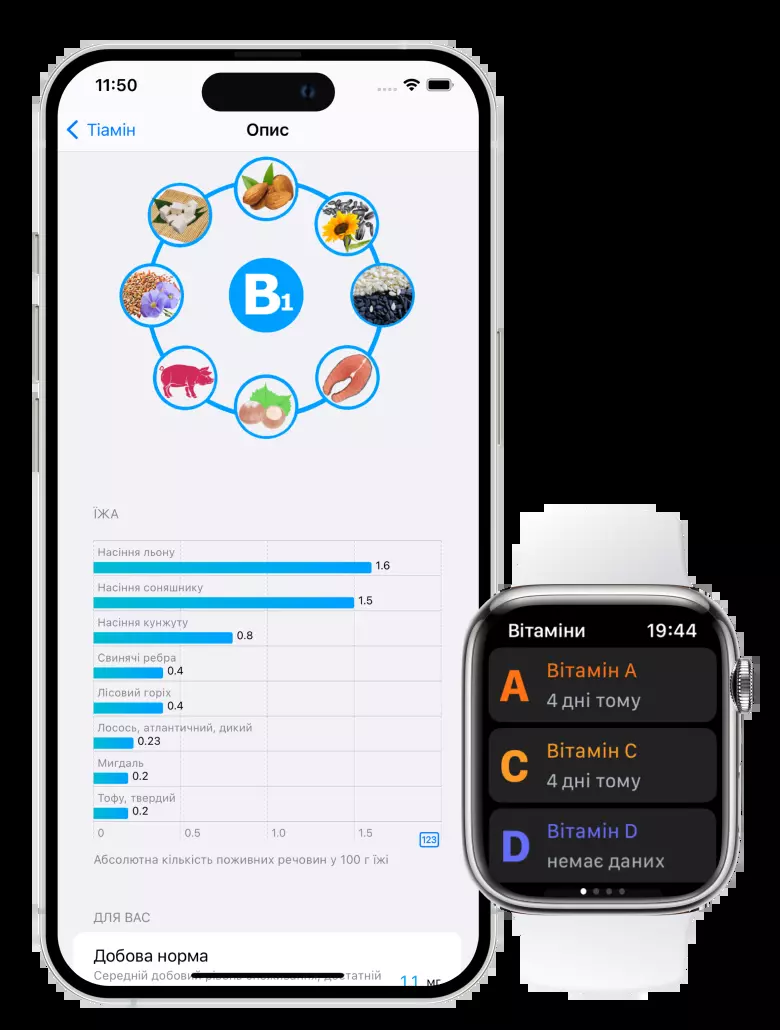 11:50
Тіамін
Опис
B1
ЇЖА
Насіння льону
1.6
Насіння соняшнику
1.5
Насіння кунжуту
0.8
Свинячі ребра
0.4
Лісовий горіх
0.4
Лосось, атлантичний, дикий
0.23
Мигдаль
0.2
Тофу, твердий
0.2
0 0.5 1.0 1.5
123
Абсолютна кількість поживних речовин у 100 г їжі
ДЛЯ ВАС
Добова норма
Середній добовий рівень споживання, достатній
1.1 мг
Вітаміни 19:44
A
Вітамін A
4 дні тому
C
Вітамін C
4 дні тому
D
Вітамін D
немає даних